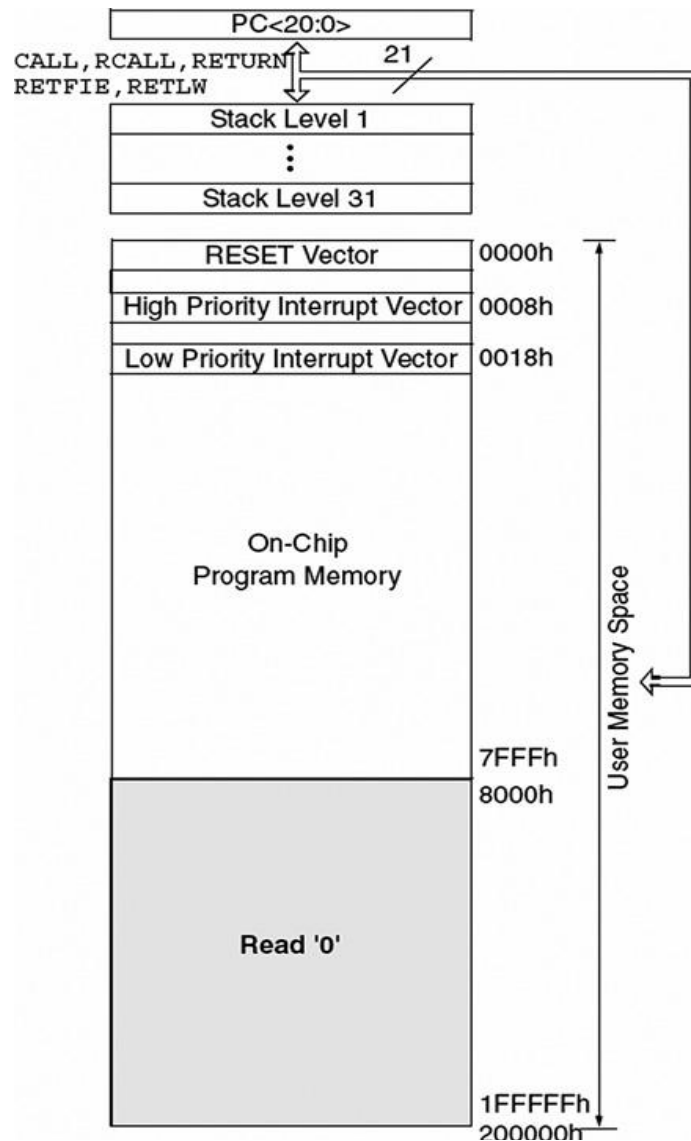 PC<20:0>
CALL,RCALL,RETURN
RETFIE,RETLW
21
Stack Level 1
Stack Level 31
RESET Vector
0000h
High Priority Interrupt Vector
0008h
Low Priority Interrupt Vector
0018h
On-Chip
Program Memory
User Memory Space
7FFFh
8000h
Read '0'
1FFFFFh
200000h